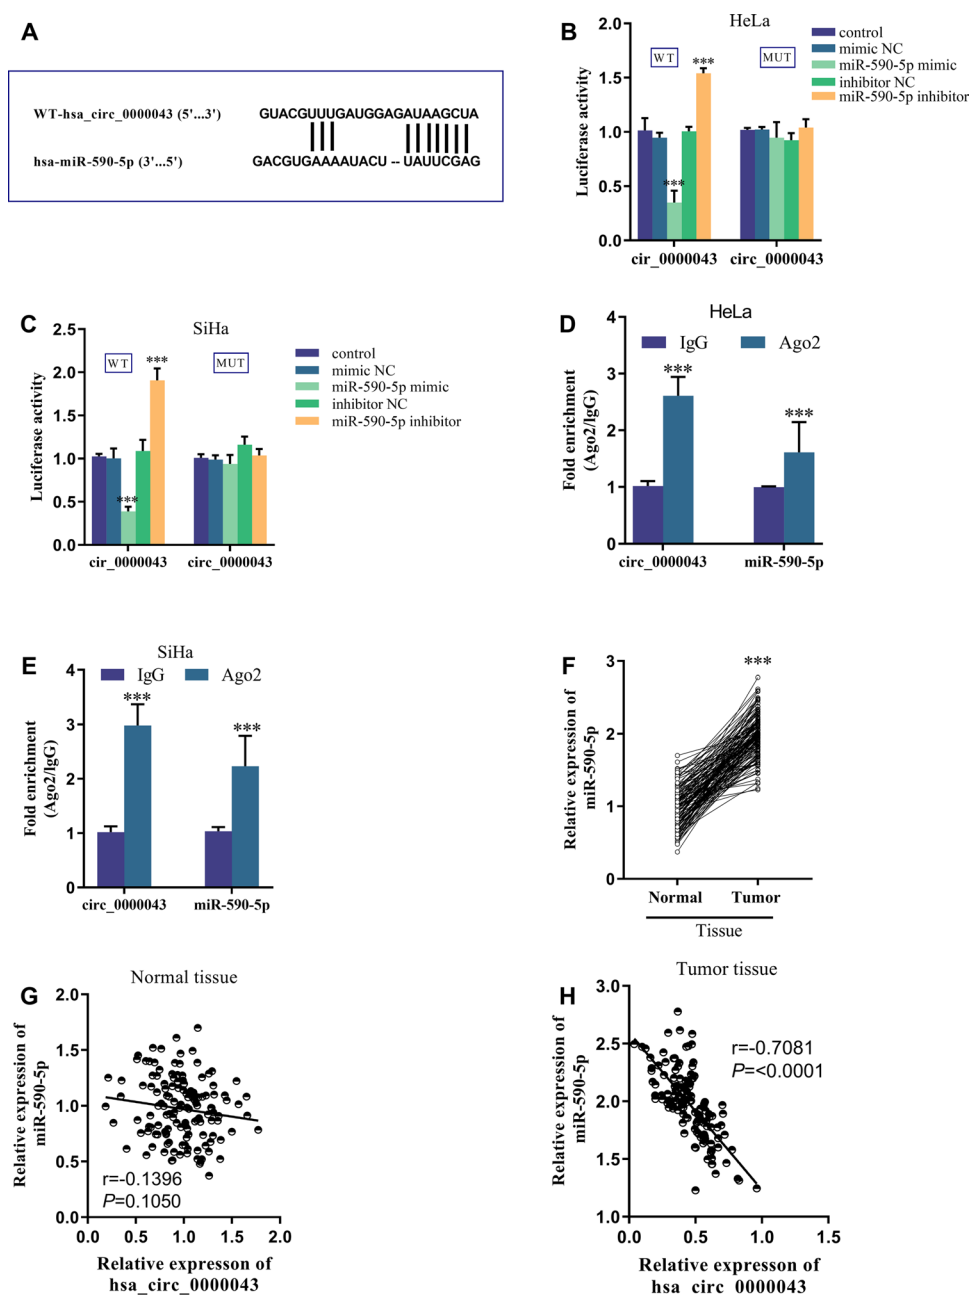 A
WT-hsa_circ_0000043 (5'...3')
GUACGUUUGAUGGAGAUAAGCUA
hsa-miR-590-5p (3'...5')
GACGUGAAAAUACU -- UAUUCGAG
B
HeLa
Luciferase activity
2.0
1.5
1.0
0.5
0.0
WT
MUT
***
***
control
mimic NC
miR-590-5p mimic
inhibitor NC
miR-590-5p inhibitor
cir_0000043
circ_0000043
C
SiHa
Luciferase activity
2.5
2.0
1.5
1.0
0.5
0.0
WT
MUT
***
***
control
mimic NC
miR-590-5p mimic
inhibitor NC
miR-590-5p inhibitor
cir_0000043
circ_0000043
D
HeLa
IgG
Ago2
Fold enrichment
(Ago2/IgG)
4
3
2
1
0
***
***
circ_0000043
miR-590-5p
E
SiHa
IgG
Ago2
Fold enrichment
(Ago2/IgG)
4
3
2
1
0
***
***
circ_0000043
miR-590-5p
F
Relative expression of
miR-590-5p
3
2
1
0
***
Normal
Tumor
Tissue
G
Normal tissue
Relative expression of
miR-590-5p
2.0
1.5
1.0
0.5
0.0
r=-0.1396
P=0.1050
0.0
0.5
1.0
1.5
2.0
Relative expresson of
hsa_circ_0000043
H
Tumor tissue
Relative expression of
miR-590-5p
3.0
2.5
2.0
1.5
1.0
r=-0.7081
P=<0.0001
0.0
0.5
1.0
1.5
Relative expresson of
hsa_circ_0000043